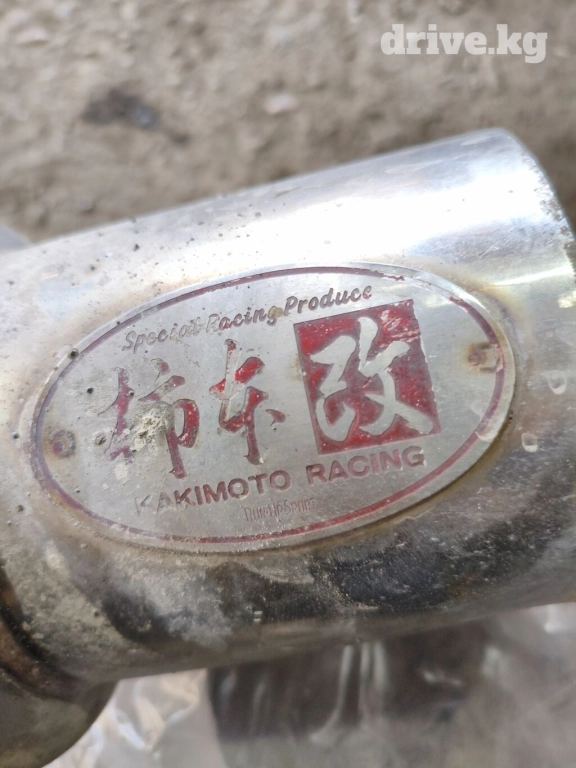 drive.kg
Special Racing Produce
柿本改
KAKIMOTO RACING